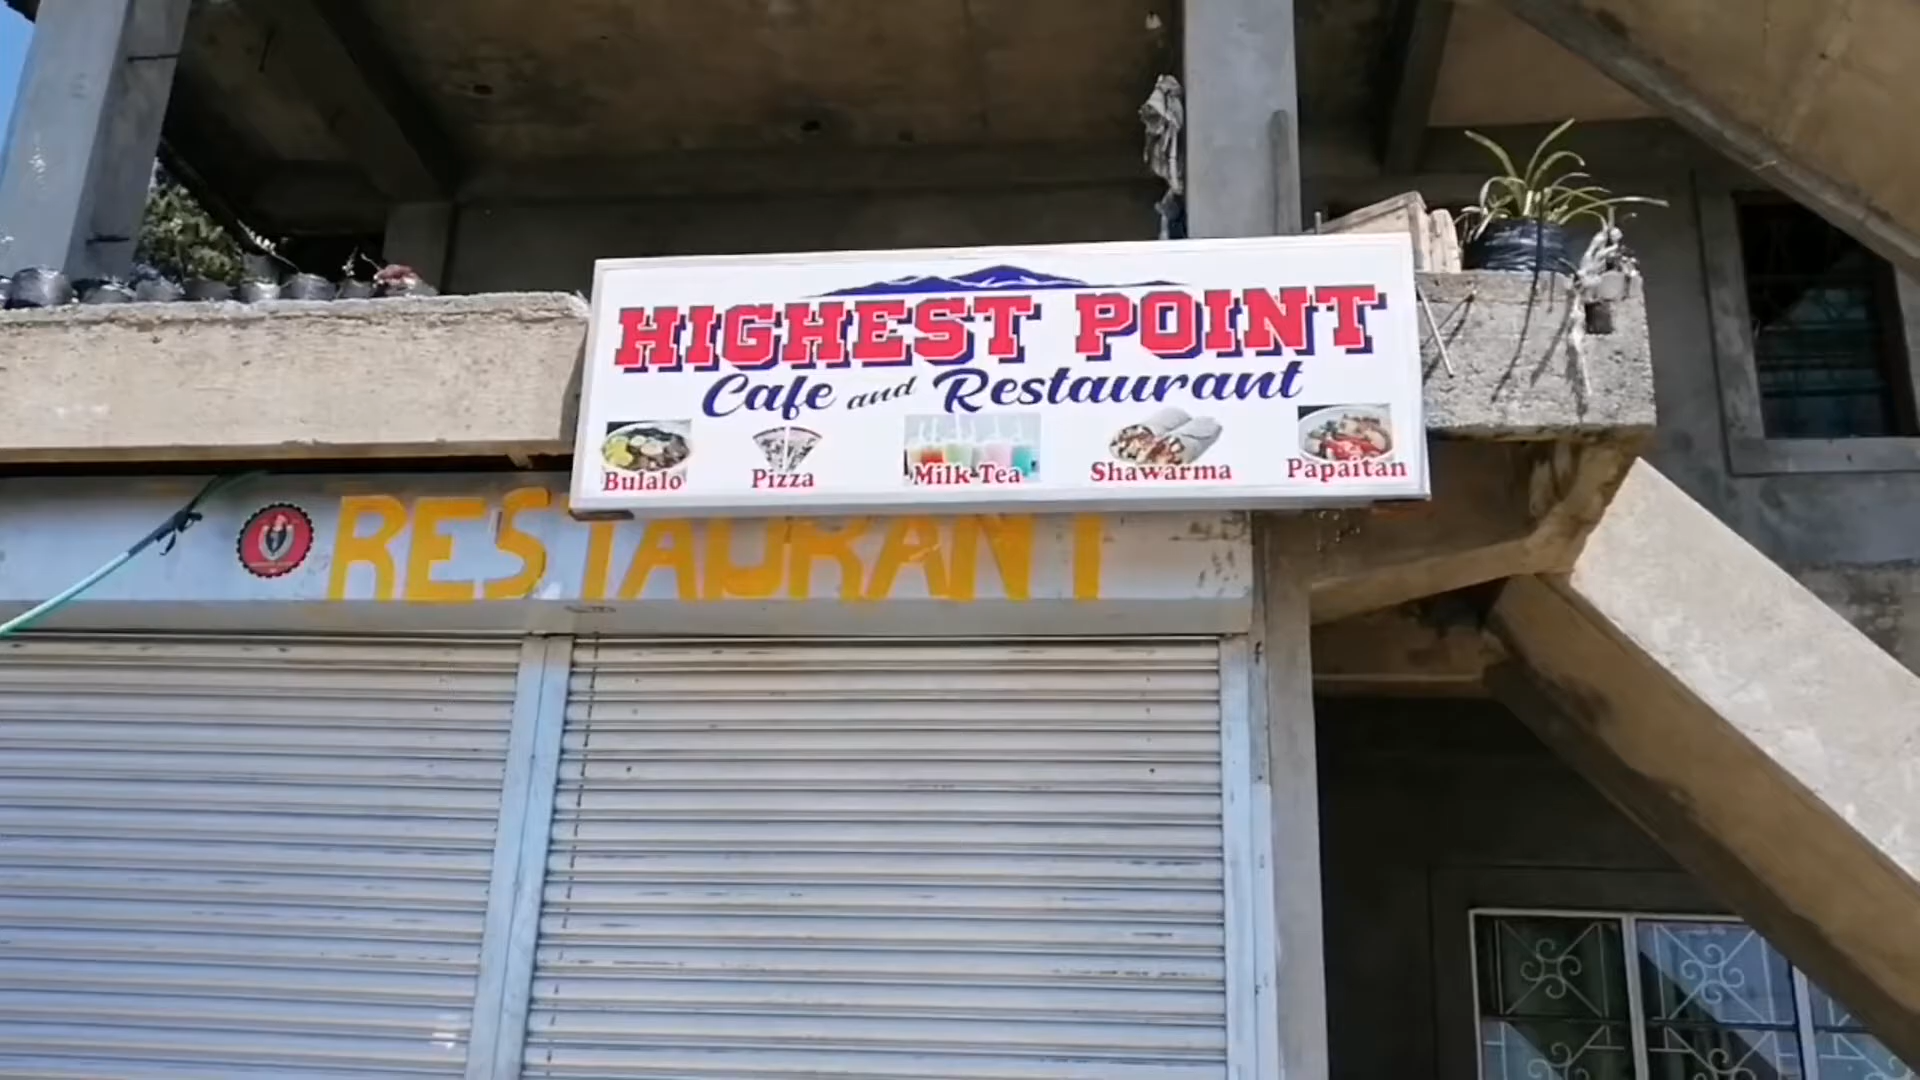 HIGHEST POINT
Cafe and Restaurant
Bulalo Pizza Milk Tea Shawarma Papaitan
RESTAURANT